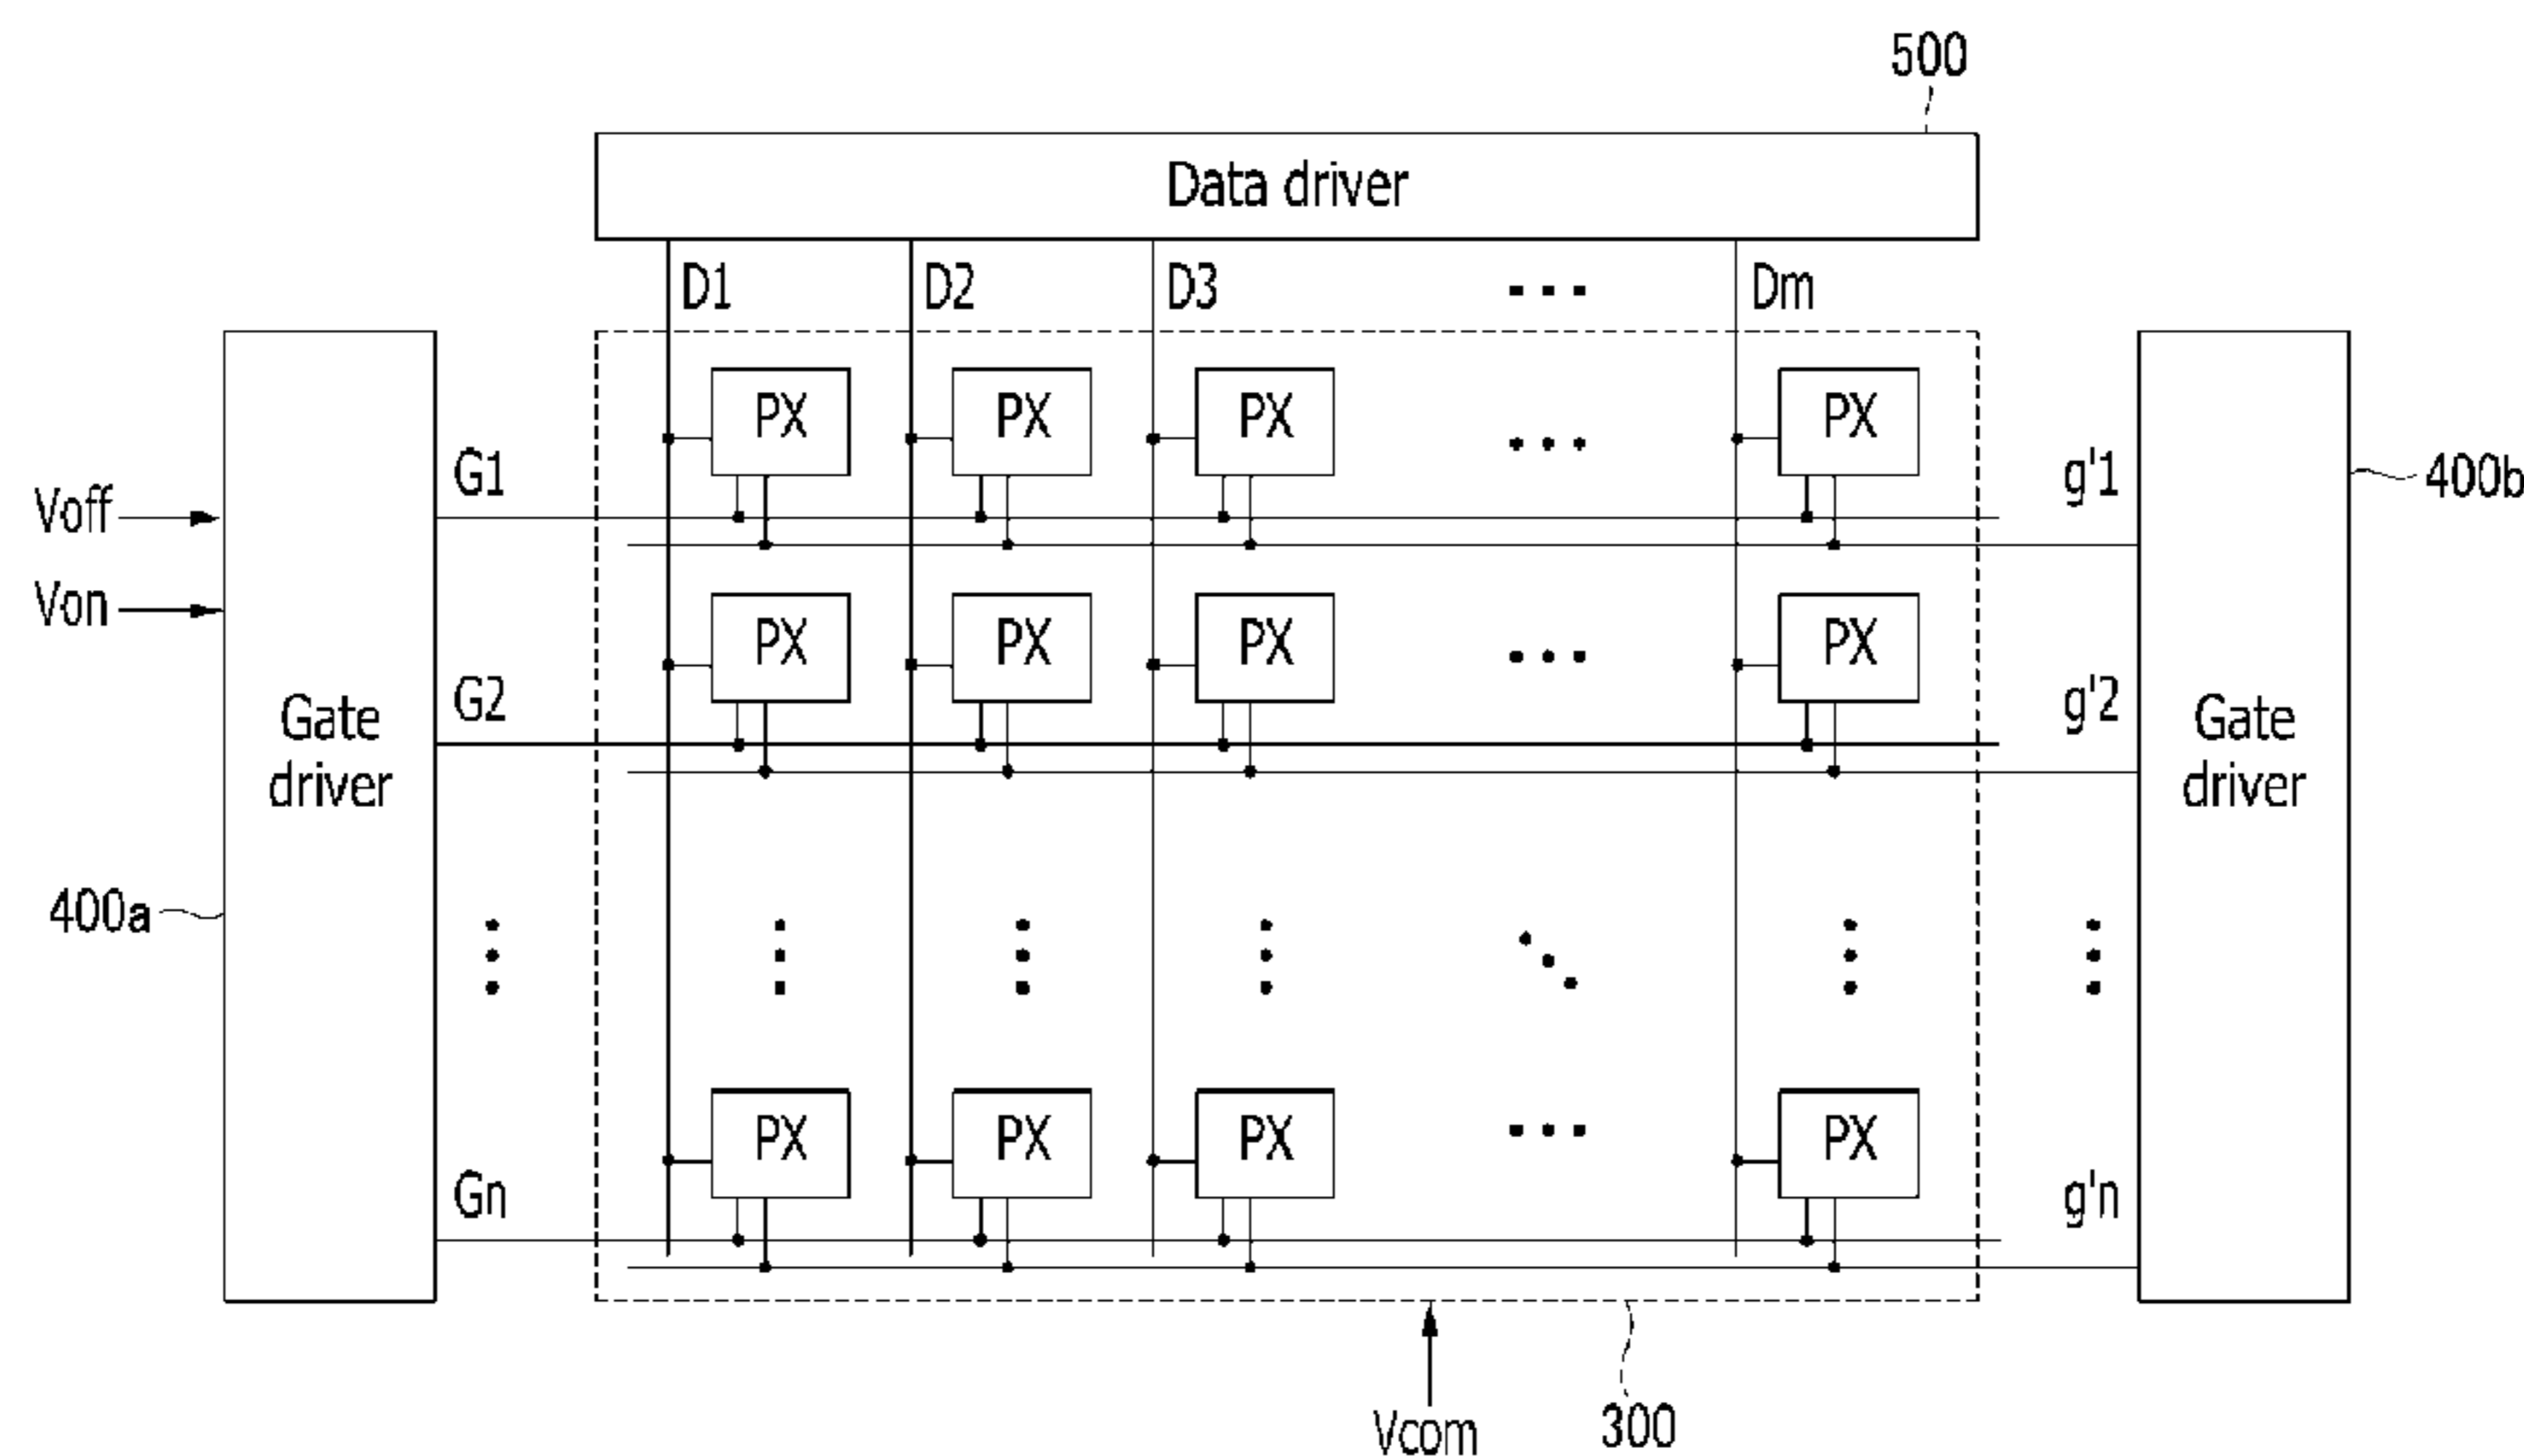 500
Data driver
D1 D2 D3 Dm
PX PX PX PX
G1 g'1
400b
Voff
Von
PX PX PX PX
G2 g'2
Gate
driver
Gate
driver
400a
PX PX PX PX
Gn g'n
Vcom
300